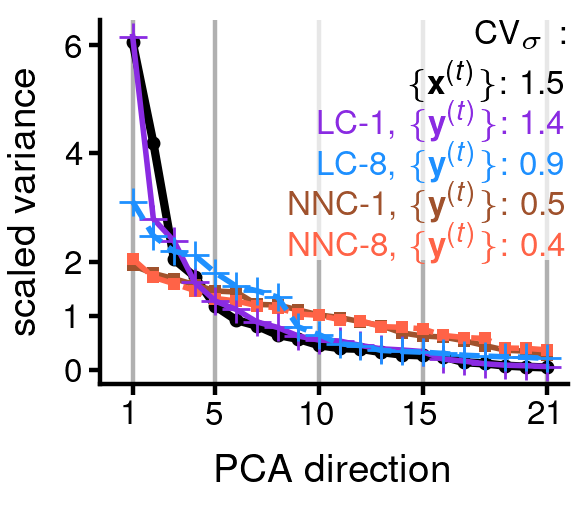 CVσ :
{x(t)}: 1.5
LC-1, {y(t)}: 1.4
LC-8, {y(t)}: 0.9
NNC-1, {y(t)}: 0.5
NNC-8, {y(t)}: 0.4
scaled variance
6
4
2
1
0
1 5 10 15 21
PCA direction